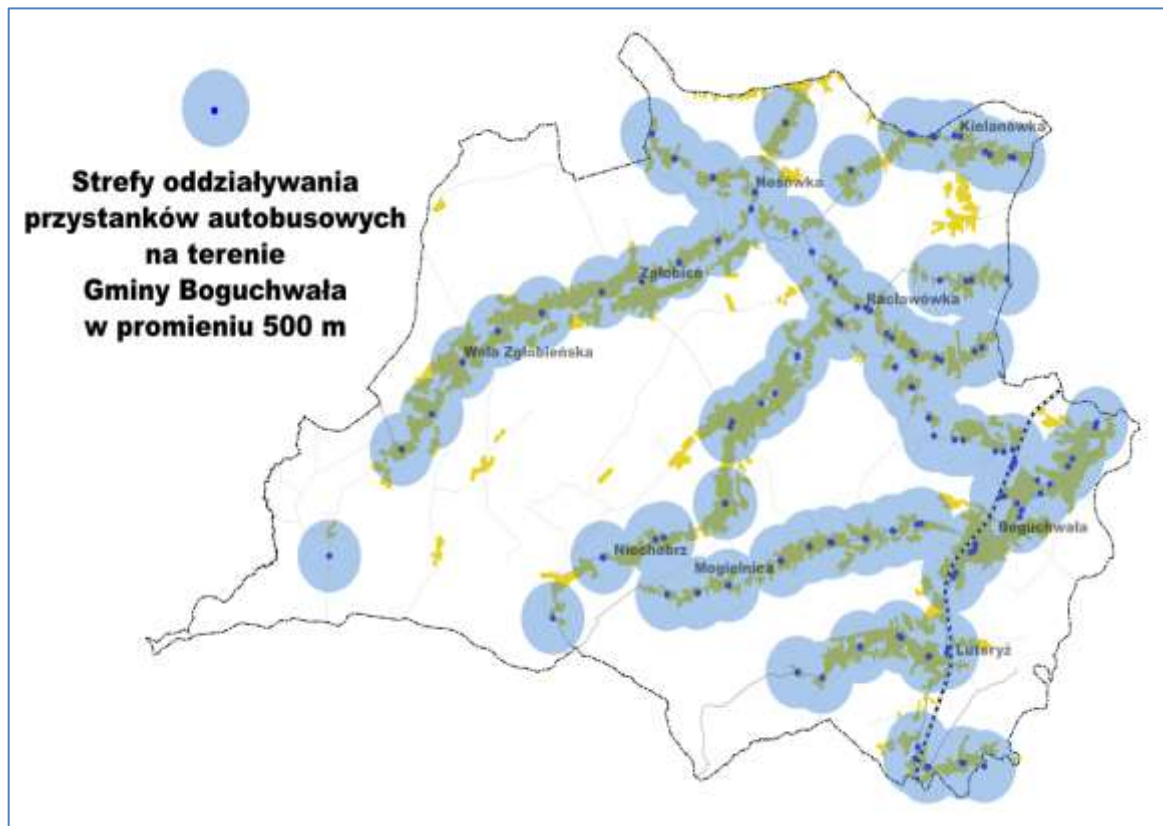 Strefy oddziaływania
przystanków autobusowych
na terenie
Gminy Boguchwała
w promieniu 500 m
Kielanówka
Nosówka
Zgłobień
Racławówka
Wola Zgłobieńska
Boguchwała
Niechobrz
Mogielnica
Lutoryż